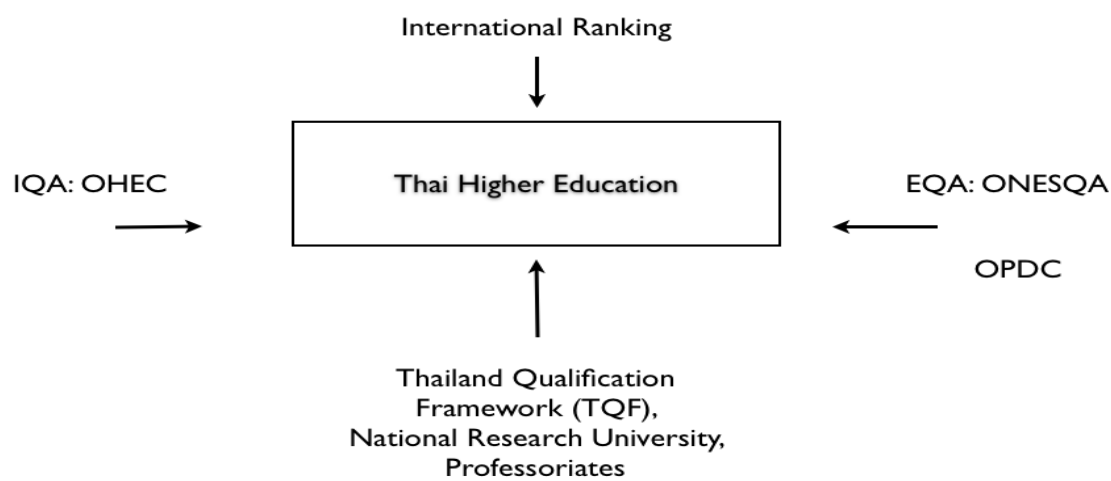 International Ranking
IQA: OHEC
Thai Higher Education
EQA: ONESQA
OPDC
Thailand Qualification
Framework (TQF),
National Research University,
Professoriates